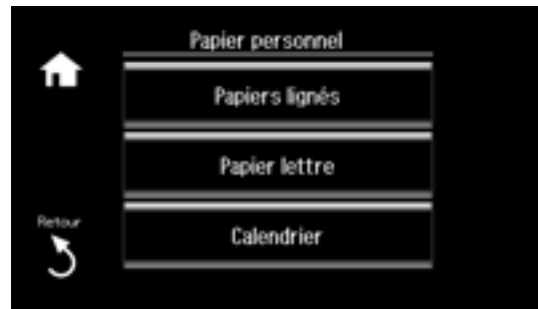 Papier personnel
Papiers lignés
Papier lettre
Retour
Calendrier